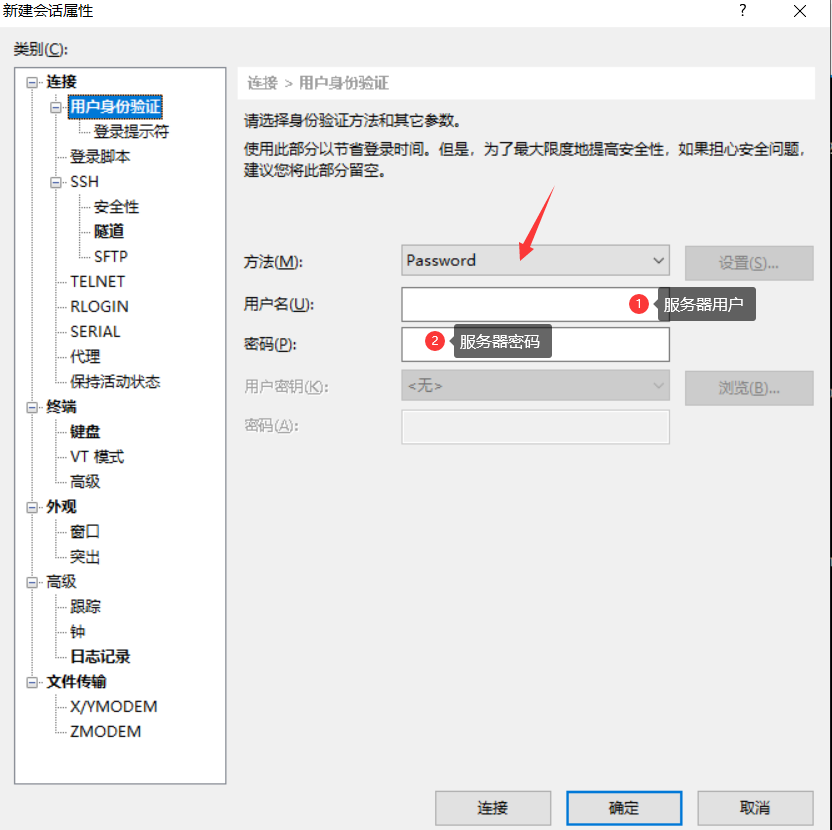 新建会话属性
类别(C):
连接
用户身份验证
登录提示符
登录脚本
SSH
安全性
隧道
SFTP
TELNET
RLOGIN
SERIAL
代理
保持活动状态
终端
键盘
VT 模式
高级
外观
窗口
突出
高级
跟踪
钟
日志记录
文件传输
X/YMODEM
ZMODEM
连接 > 用户身份验证
请选择身份验证方法和其它参数。
使用此部分以节省登录时间。但是，为了最大限度地提高安全性，如果担心安全问题，
建议您将此部分留空。
方法(M): Password 设置(S)...
用户名(U): 1 服务器用户
密码(P): 2 服务器密码
用户密钥(K): <无> 浏览(B)...
密码(A):
连接 确定 取消